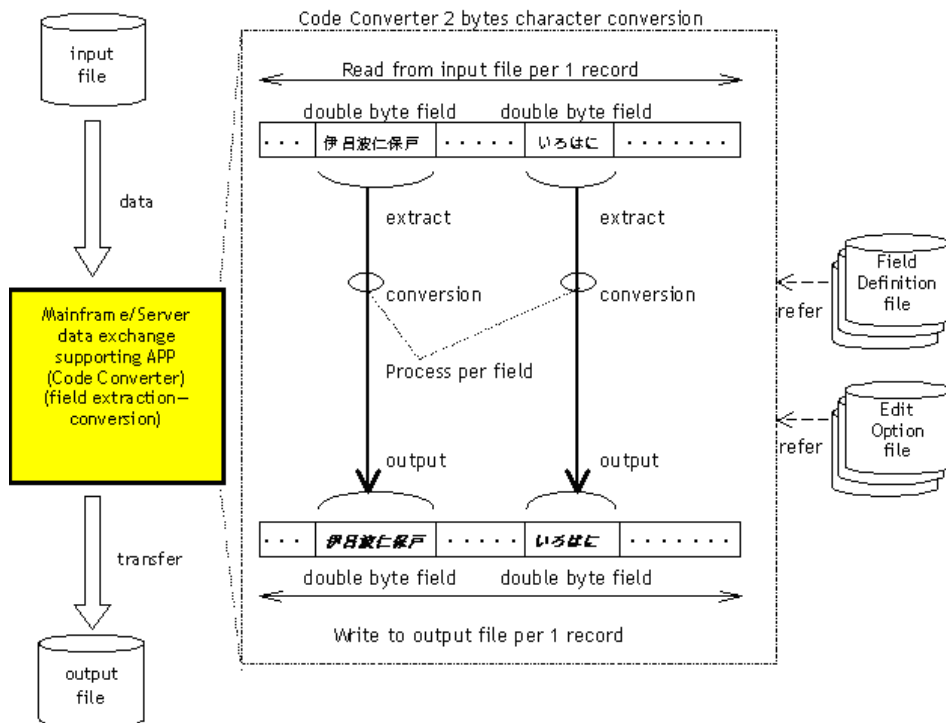 Code Converter 2 bytes character conversion
input
file
Read from input file per 1 record
double byte field
double byte field
･･･
伊呂波仁保戸
･････
いろはに
･･･････
data
extract
extract
conversion
conversion
Process per field
Field
Definition
file
refer
Mainframe/Server
data exchange
supporting APP
(Code Converter)
(field extraction–
conversion)
Edit
Option
file
refer
output
output
･･･
伊呂波仁保戸
･････
いろはに
･･･････
transfer
double byte field
double byte field
Write to output file per 1 record
output
file